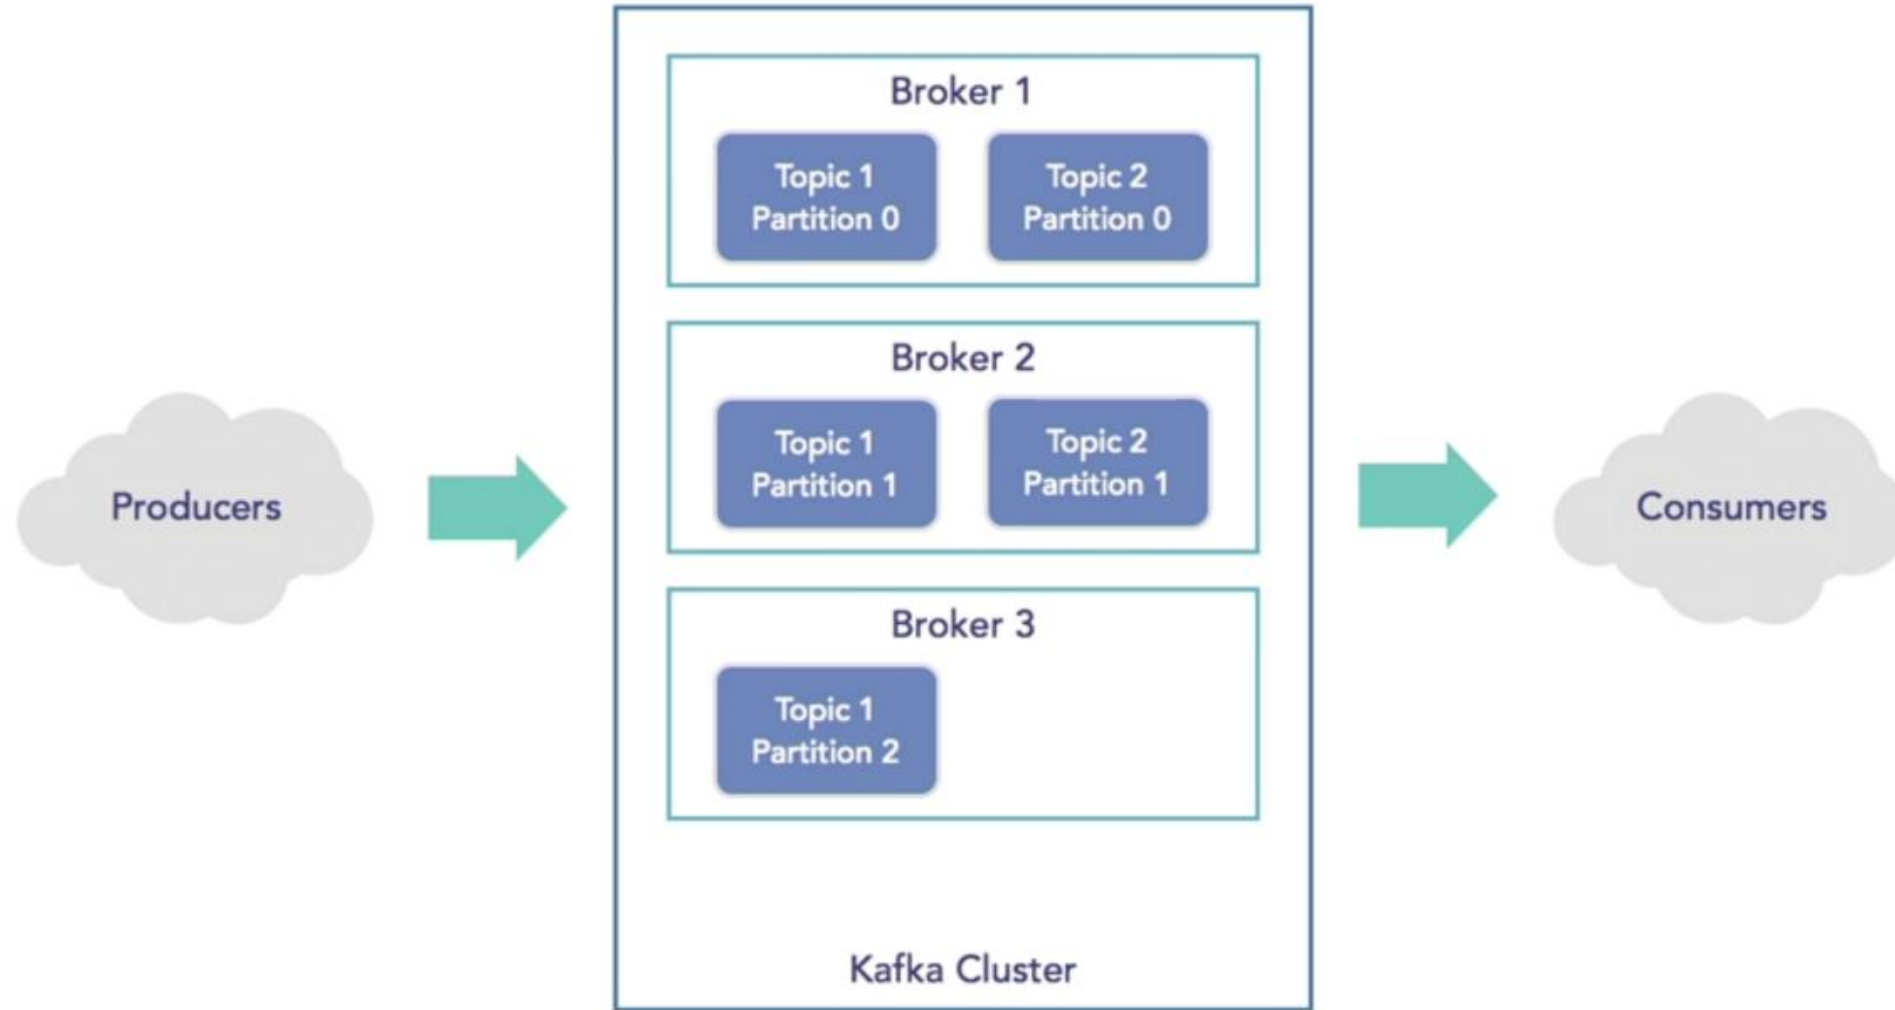 Broker 1
Topic 1
Partition 0
Topic 2
Partition 0
Broker 2
Topic 1
Partition 1
Topic 2
Partition 1
Producers
Consumers
Broker 3
Topic 1
Partition 2
Kafka Cluster